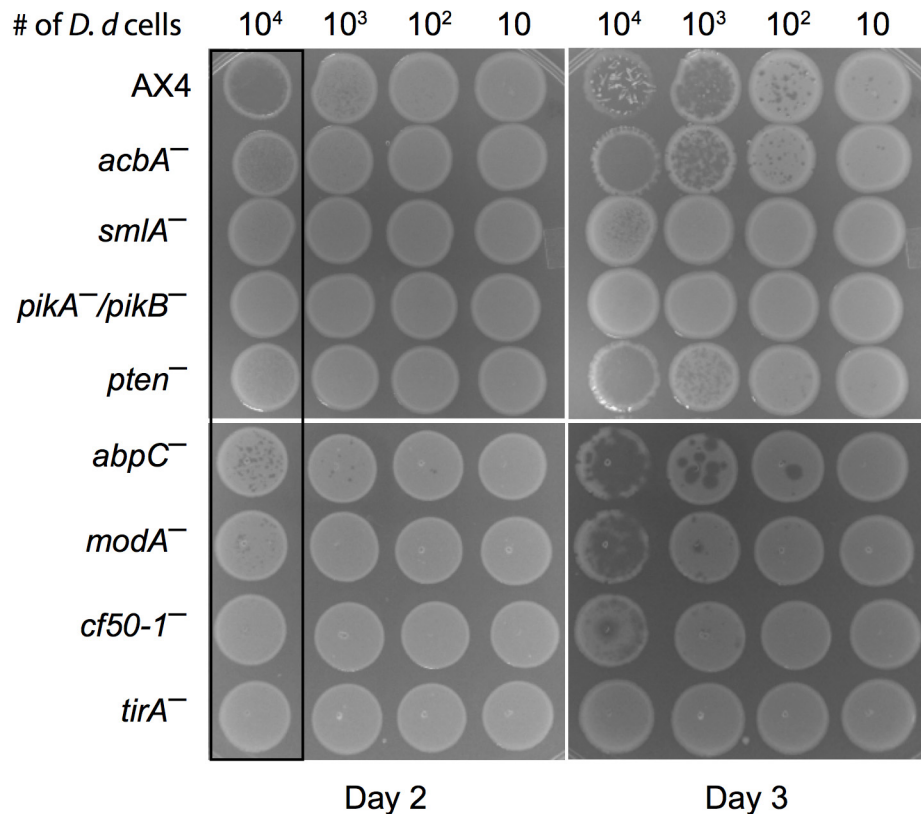 # of D. d cells 10⁴ 10³ 10² 10 10⁴ 10³ 10² 10
AX4
acbA⁻
smlA⁻
pikA⁻/pikB⁻
pten⁻
abpC⁻
modA⁻
cf50-1⁻
tirA⁻
Day 2 Day 3